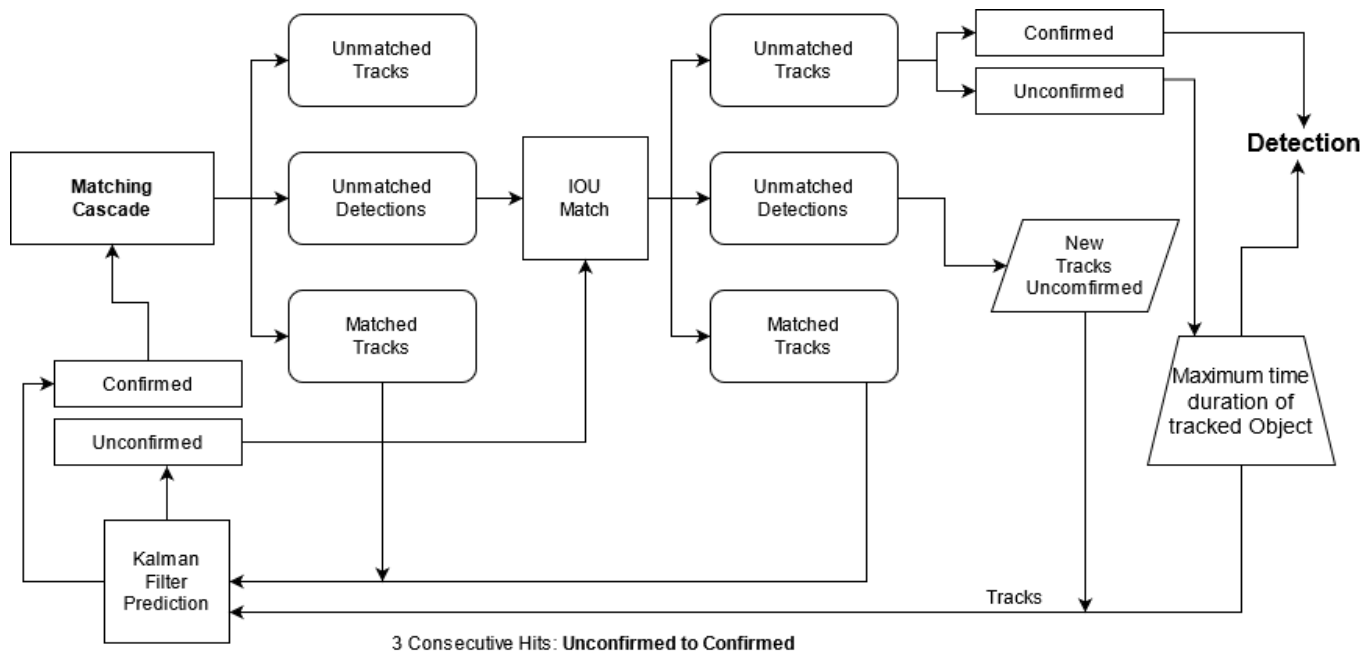 Unmatched
Tracks
Unmatched
Tracks
Confirmed
Unconfirmed
Detection
Matching
Cascade
Unmatched
Detections
IOU
Match
Unmatched
Detections
New
Tracks
Uncomfirmed
Matched
Tracks
Matched
Tracks
Confirmed
Unconfirmed
Maximum time
duration of
tracked Object
Kalman
Filter
Prediction
Tracks
3 Consecutive Hits: Unconfirmed to Confirmed